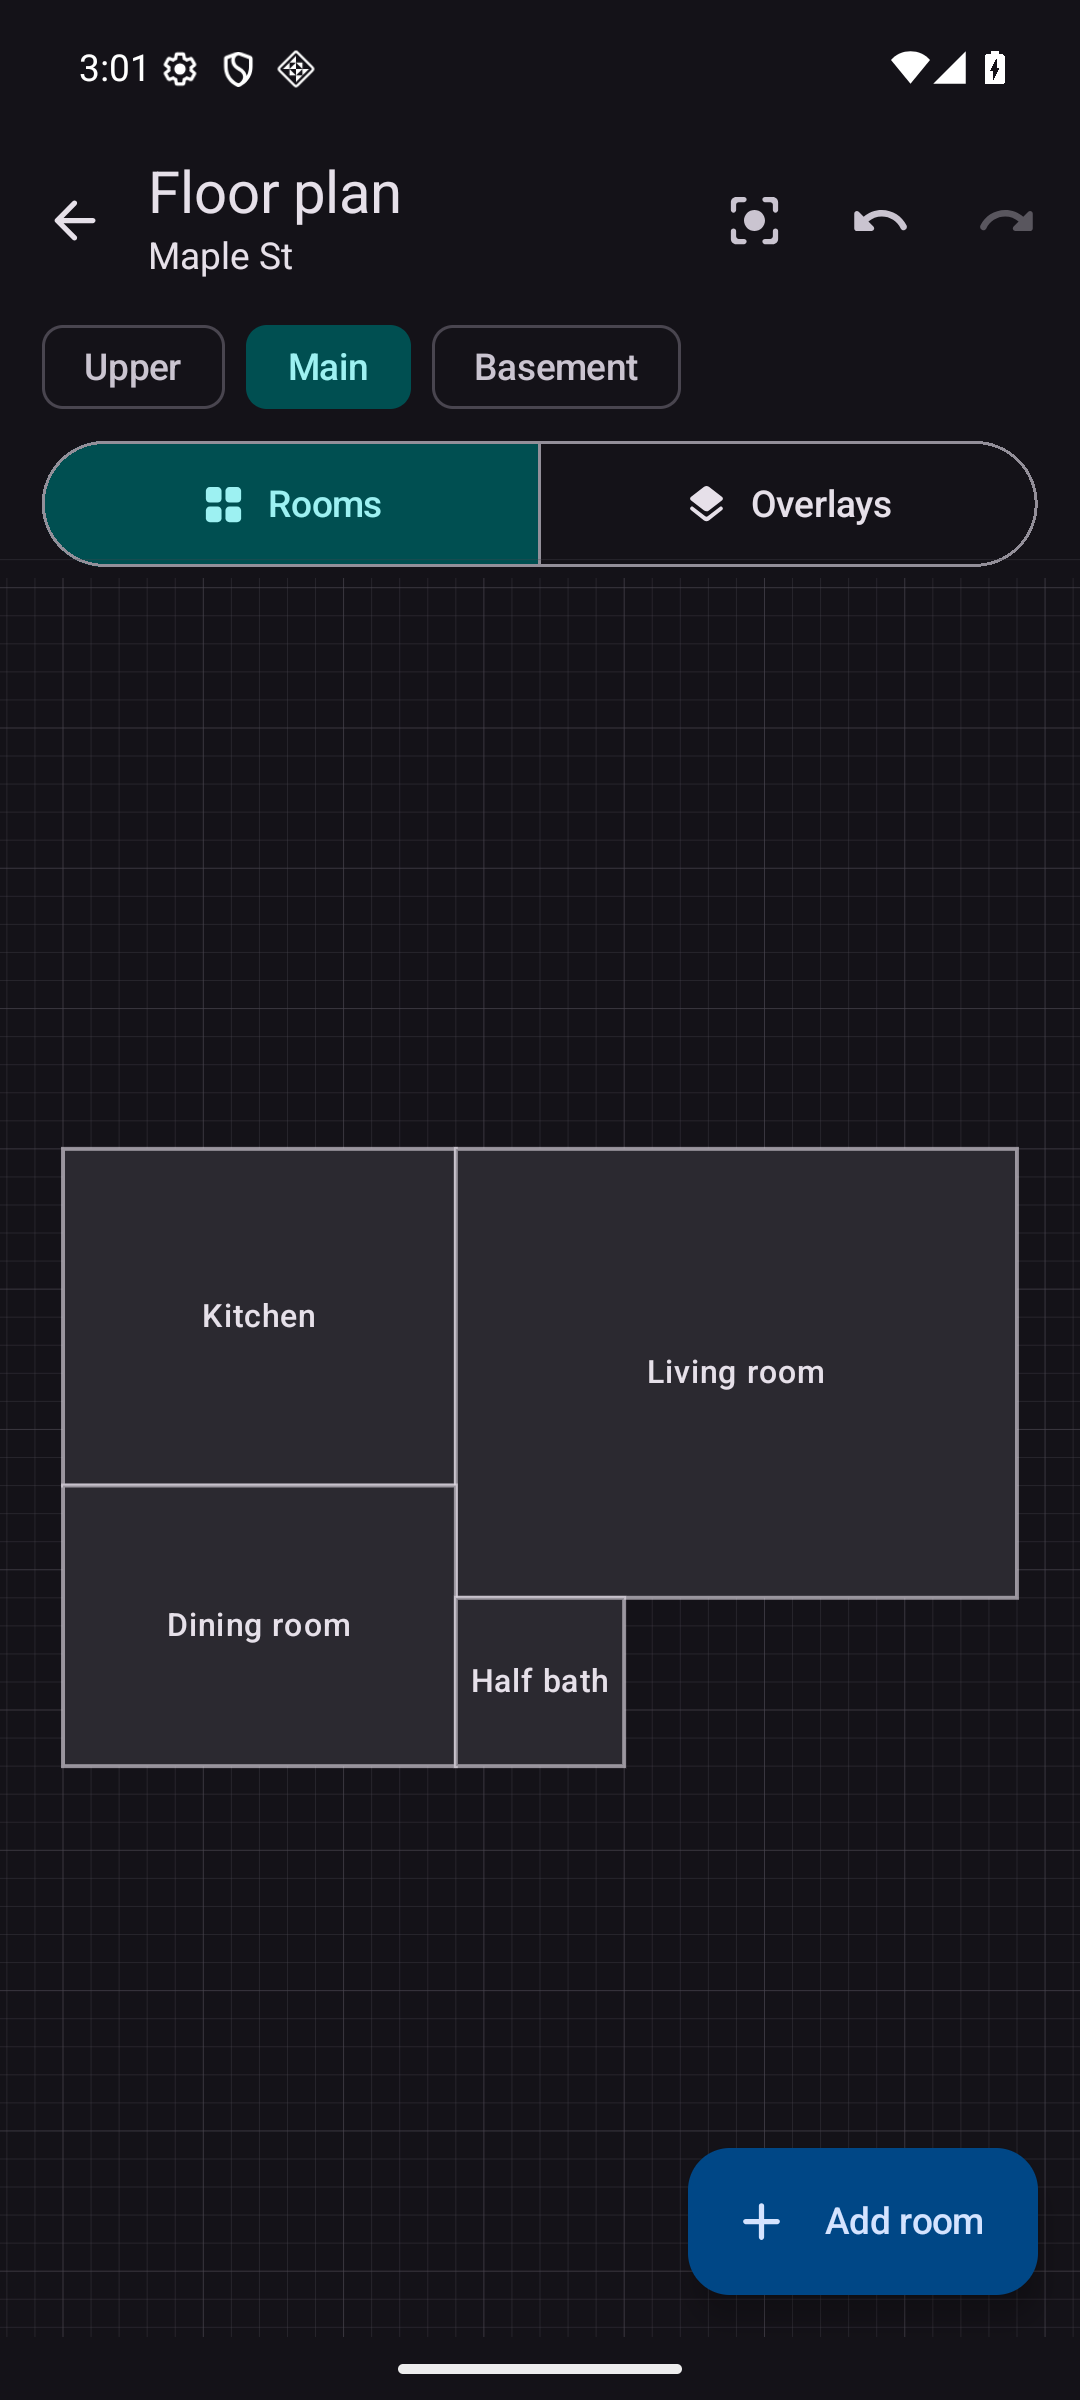 3:01
Floor plan
Maple St
Upper
Main
Basement
Rooms
Overlays
Kitchen
Living room
Dining room
Half bath
Add room